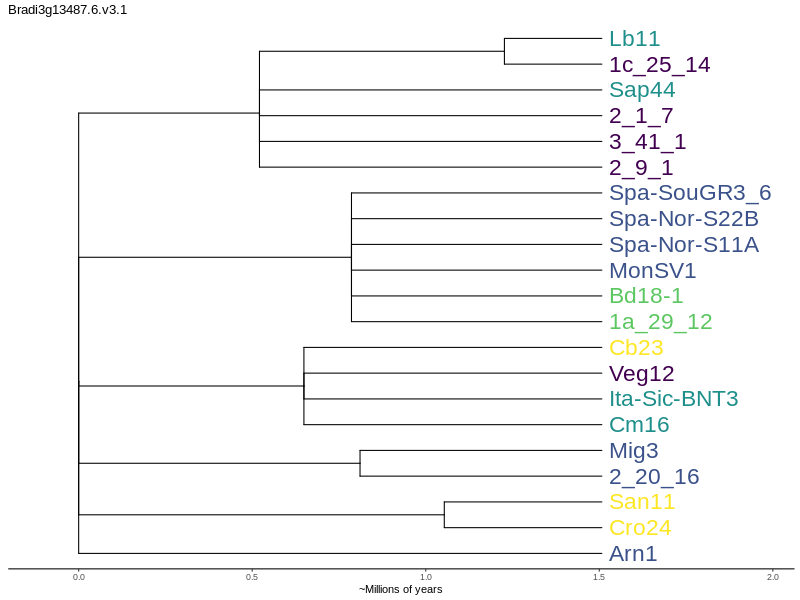 Bradi3g13487.6.v3.1
Lb11
1c_25_14
Sap44
2_1_7
3_41_1
2_9_1
Spa-SouGR3_6
Spa-Nor-S22B
Spa-Nor-S11A
MonSV1
Bd18-1
1a_29_12
Cb23
Veg12
Ita-Sic-BNT3
Cm16
Mig3
2_20_16
San11
Cro24
Arn1
0.0 0.5 1.0 1.5 2.0
~Millions of years